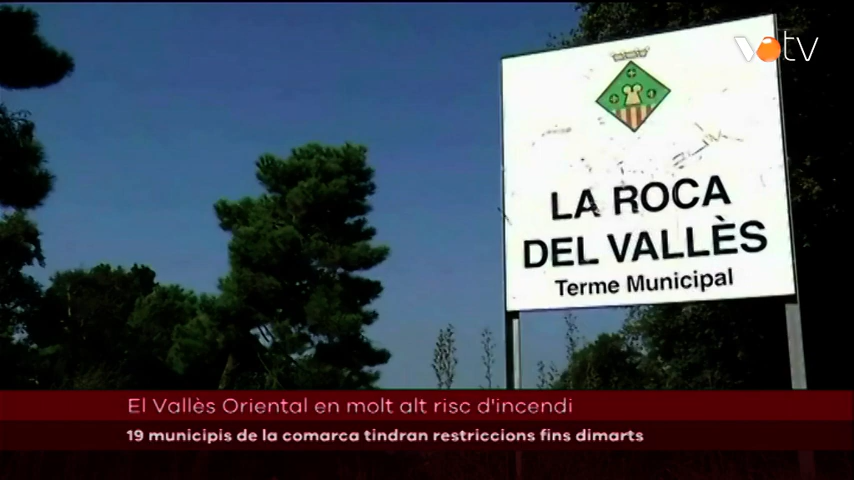 votv
LA ROCA
DEL VALLÈS
Terme Municipal
El Vallès Oriental en molt alt risc d'incendi
19 municipis de la comarca tindran restriccions fins dimarts